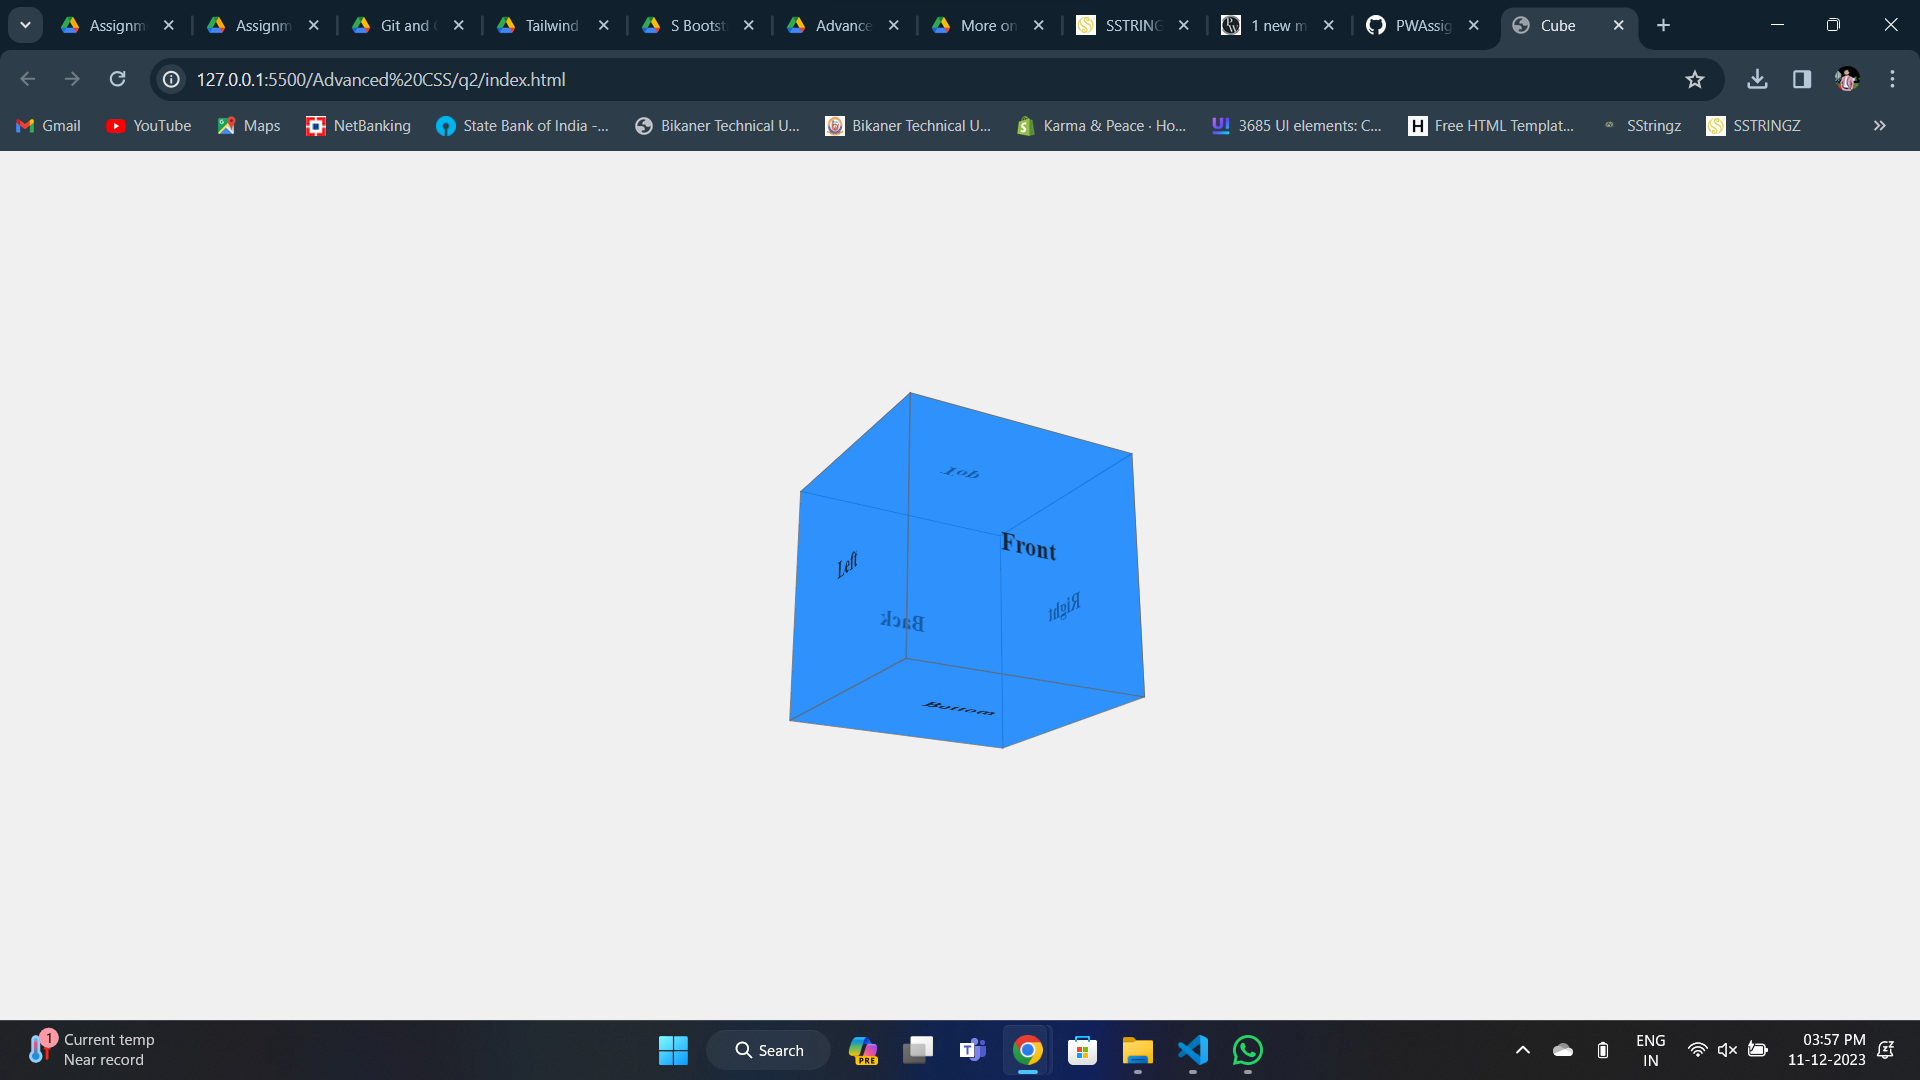 Assignm
Assignm
Git and
Tailwind
S Bootst
Advance
More on
SSTRING
1 new m
PWAssig
Cube
127.0.0.1:5500/Advanced%20CSS/q2/index.html
Gmail
YouTube
Maps
NetBanking
State Bank of India -...
Bikaner Technical U...
Bikaner Technical U...
Karma & Peace · Ho...
UI
3685 UI elements: C...
H
Free HTML Templat...
SStringz
SSTRINGZ
Top
Front
Left
Right
Back
Bottom
1
Current temp
Near record
Search
PRE
ENG
IN
03:57 PM
11-12-2023